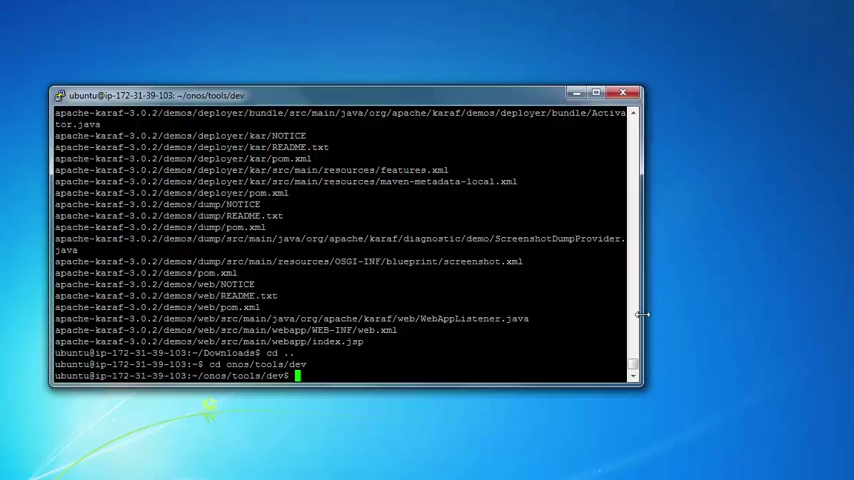 ubuntu@ip-172-31-39-103: ~/onos/tools/dev
apache-karaf-3.0.2/demos/deployer/bundle/src/main/java/org/apache/karaf/demos/deployer/bundle/Activa
tor.java
apache-karaf-3.0.2/demos/deployer/kar/NOTICE
apache-karaf-3.0.2/demos/deployer/kar/README.txt
apache-karaf-3.0.2/demos/deployer/kar/pom.xml
apache-karaf-3.0.2/demos/deployer/kar/src/main/resources/features.xml
apache-karaf-3.0.2/demos/deployer/kar/src/main/resources/maven-metadata-local.xml
apache-karaf-3.0.2/demos/deployer/pom.xml
apache-karaf-3.0.2/demos/dump/NOTICE
apache-karaf-3.0.2/demos/dump/README.txt
apache-karaf-3.0.2/demos/dump/pom.xml
apache-karaf-3.0.2/demos/dump/src/main/java/org/apache/karaf/diagnostic/demo/ScreenshotDumpProvider.
java
apache-karaf-3.0.2/demos/dump/src/main/resources/OSGI-INF/blueprint/screenshot.xml
apache-karaf-3.0.2/demos/pom.xml
apache-karaf-3.0.2/demos/web/NOTICE
apache-karaf-3.0.2/demos/web/README.txt
apache-karaf-3.0.2/demos/web/pom.xml
apache-karaf-3.0.2/demos/web/src/main/java/org/apache/karaf/web/WebAppListener.java
apache-karaf-3.0.2/demos/web/src/main/webapp/WEB-INF/web.xml
apache-karaf-3.0.2/demos/web/src/main/webapp/index.jsp
ubuntu@ip-172-31-39-103:~/Downloads$ cd ..
ubuntu@ip-172-31-39-103:~$ cd onos/tools/dev
ubuntu@ip-172-31-39-103:~/onos/tools/dev$